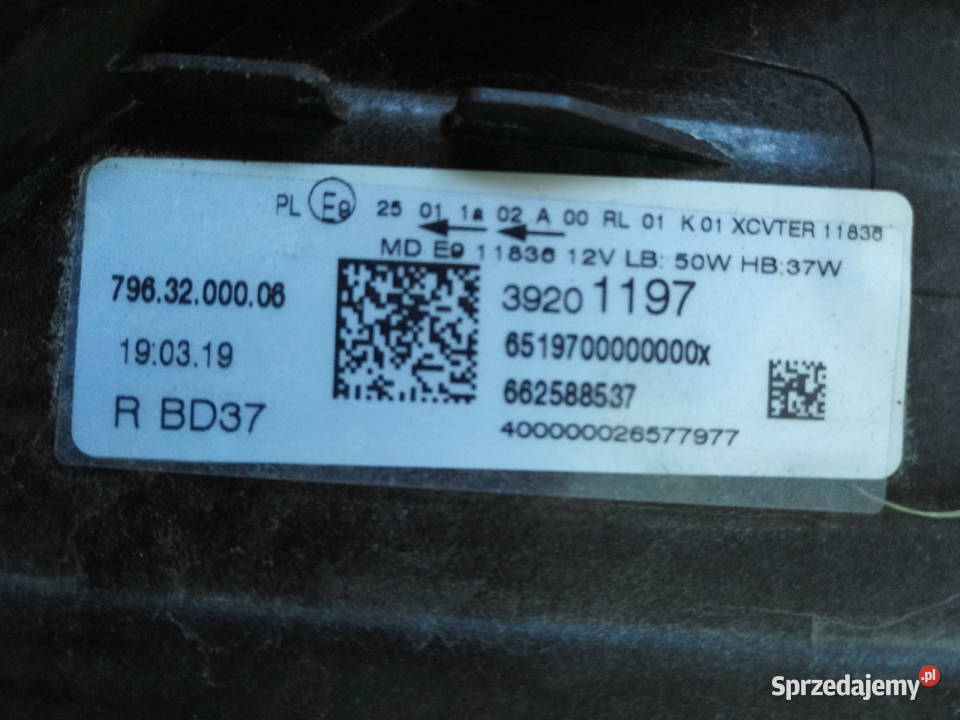 PL E9 25 01 1a 02 A 00 RL 01 K 01 XCVTER 11836
MD E9 11836 12V LB: 50W HB:37W
796.32.000.06
3920 1197
19:03.19
6519700000000x
R BD37
662588537
400000026577977
Sprzedajemy.pl